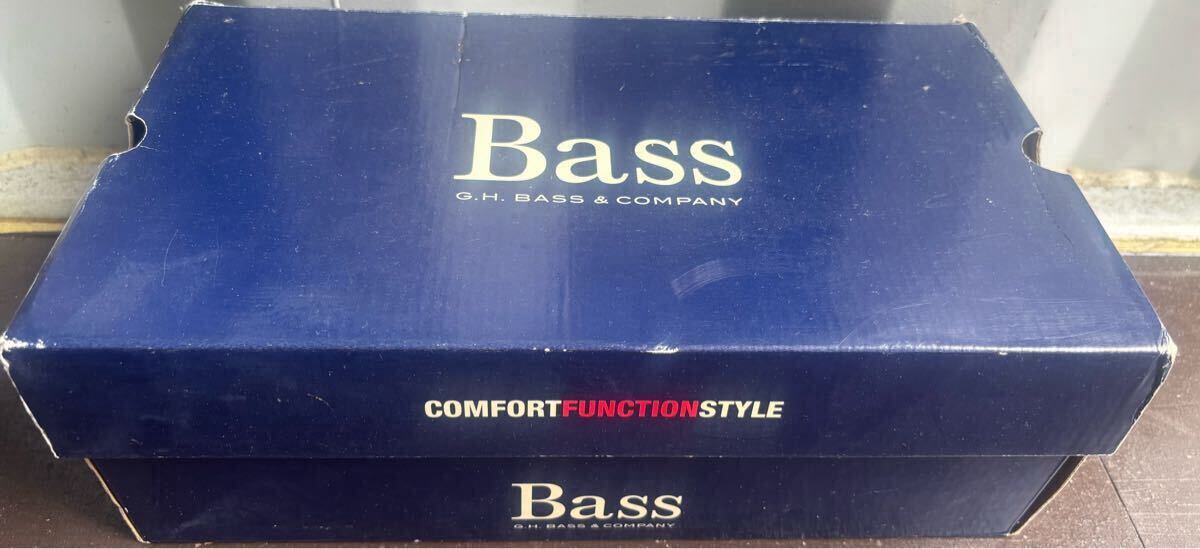 Bass
G.H. BASS & COMPANY
COMFORTFUNCTIONSTYLE
Bass
G.H. BASS & COMPANY